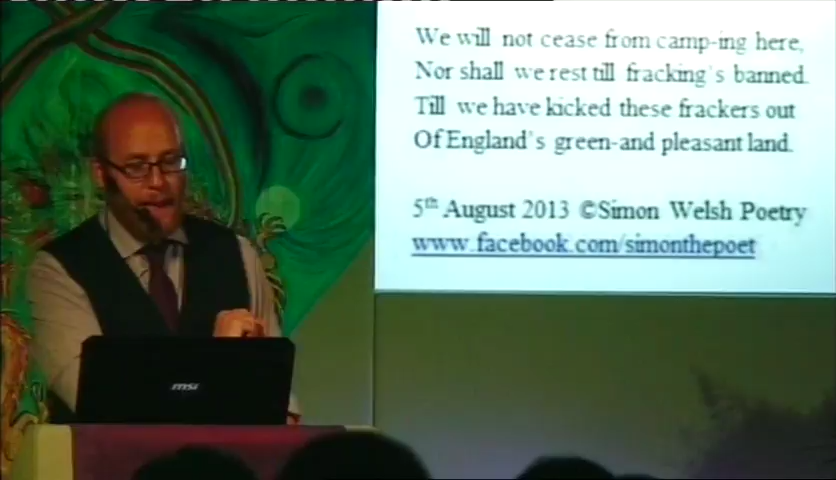 We will not cease from camp-ing here,
Nor shall we rest till fracking's banned.
Till we have kicked these frackers out
Of England's green-and pleasant land.
5th August 2013 ©Simon Welsh Poetry
www.facebook.com/simonthepoet
msi